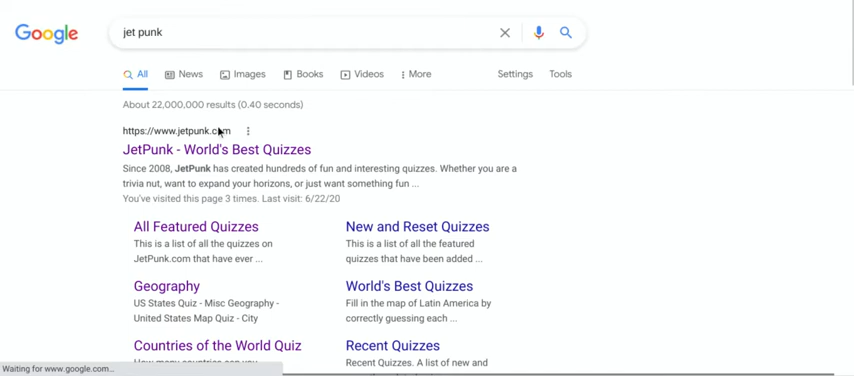 Google
jet punk
All News Images Books Videos More Settings Tools
About 22,000,000 results (0.40 seconds)
https://www.jetpunk.com
JetPunk - World's Best Quizzes
Since 2008, JetPunk has created hundreds of fun and interesting quizzes. Whether you are a
trivia nut, want to expand your horizons, or just want something fun ...
You've visited this page 3 times. Last visit: 6/22/20
All Featured Quizzes
This is a list of all the quizzes on
JetPunk.com that have ever ...
New and Reset Quizzes
This is a list of all the featured
quizzes that have been added ...
Geography
US States Quiz - Misc Geography -
United States Map Quiz - City
World's Best Quizzes
Fill in the map of Latin America by
correctly guessing each ...
Countries of the World Quiz
How many countries can you
Recent Quizzes
Recent Quizzes. A list of new and
Waiting for www.google.com...